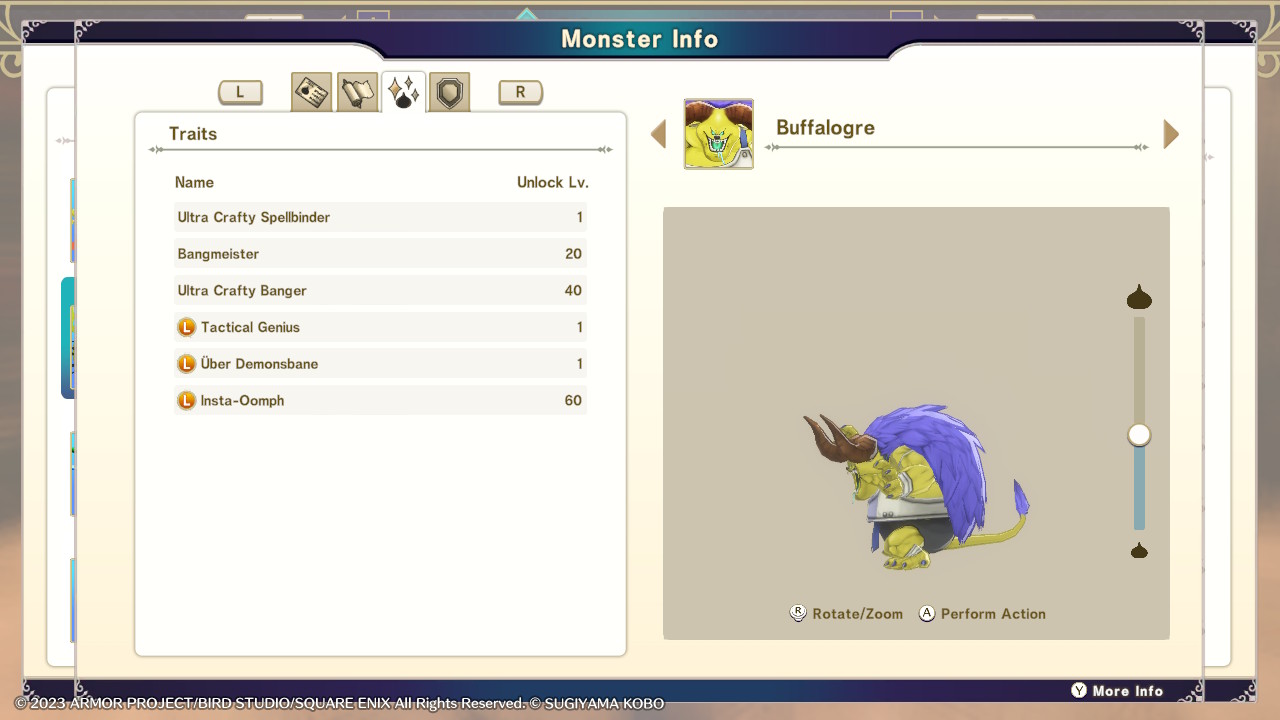 Monster Info
L
R
Traits
Name Unlock Lv.
Ultra Crafty Spellbinder 1
Bangmeister 20
Ultra Crafty Banger 40
L Tactical Genius 1
L Über Demonsbane 1
L Insta-Oomph 60
Buffalogre
R Rotate/Zoom A Perform Action
Y More Info
© 2023 ARMOR PROJECT/BIRD STUDIO/SQUARE ENIX All Rights Reserved. © SUGIYAMA KOBO